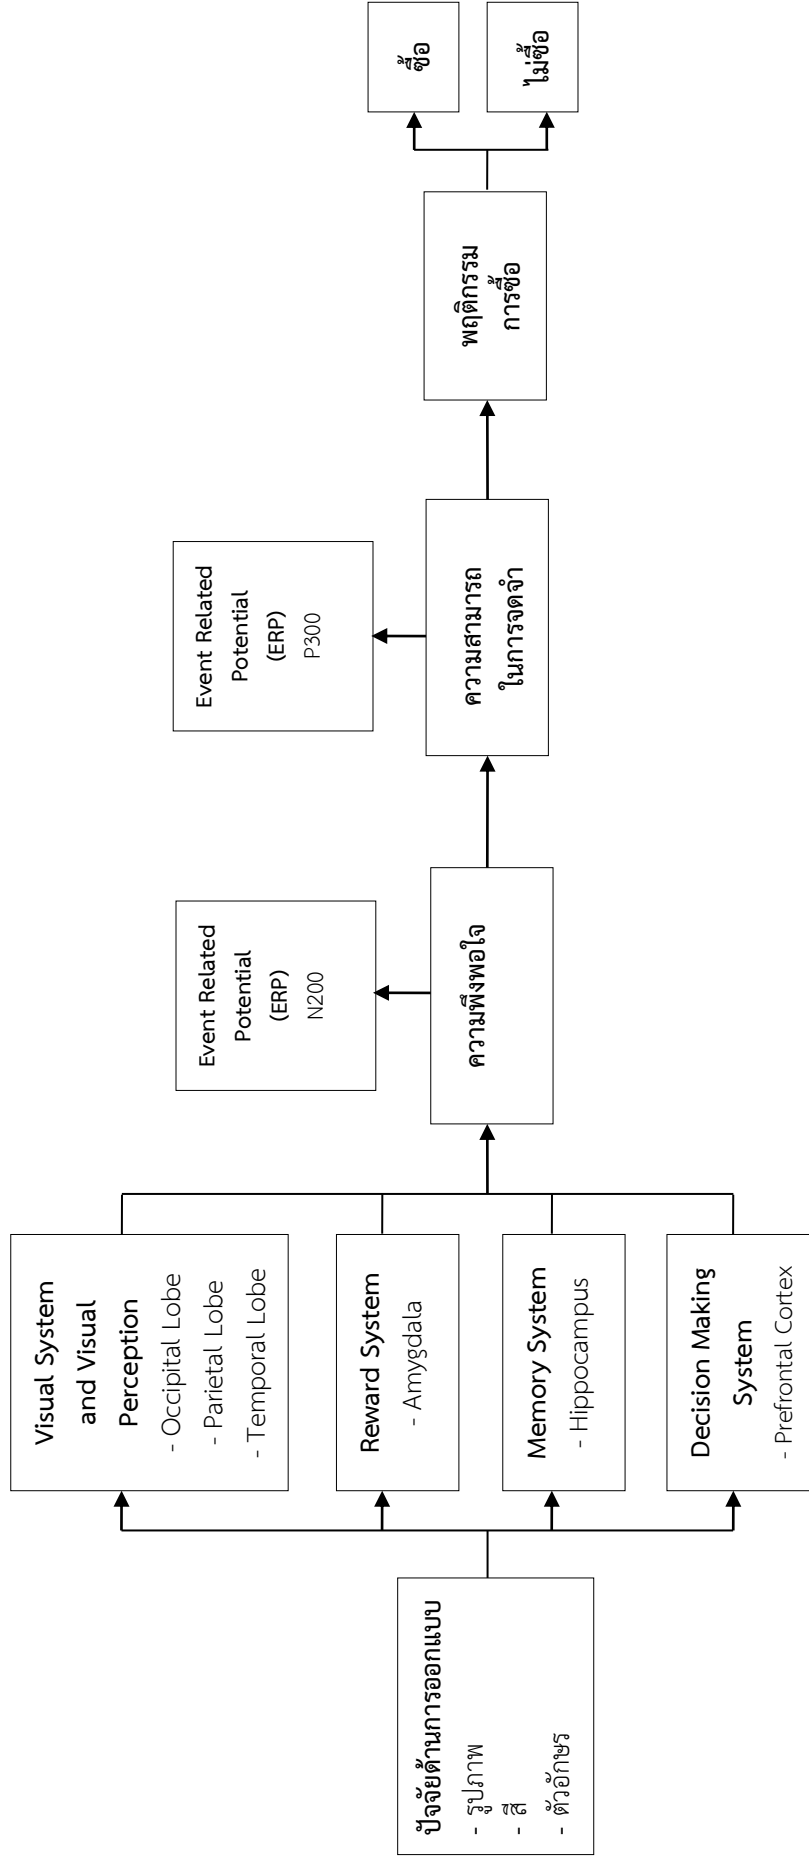 ปัจจัยด้านการออกแบบ
- รูปภาพ
- สี
- ตัวอักษร
Visual System
and Visual
Perception
- Occipital Lobe
- Parietal Lobe
- Temporal Lobe
Reward System
- Amygdala
Memory System
- Hippocampus
Decision Making
System
- Prefrontal Cortex
Event Related
Potential
(ERP)
N200
ความพึงพอใจ
Event Related
Potential
(ERP)
P300
ความสามารถ
ในการจดจำ
พฤติกรรม
การซื้อ
ซื้อ
ไม่ซื้อ